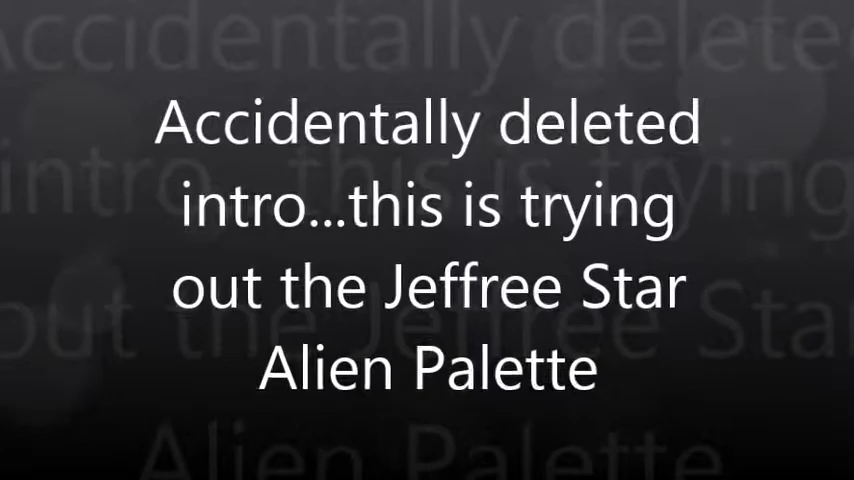 Accidentally deleted
intro...this is trying
out the Jeffree Star
Alien Palette